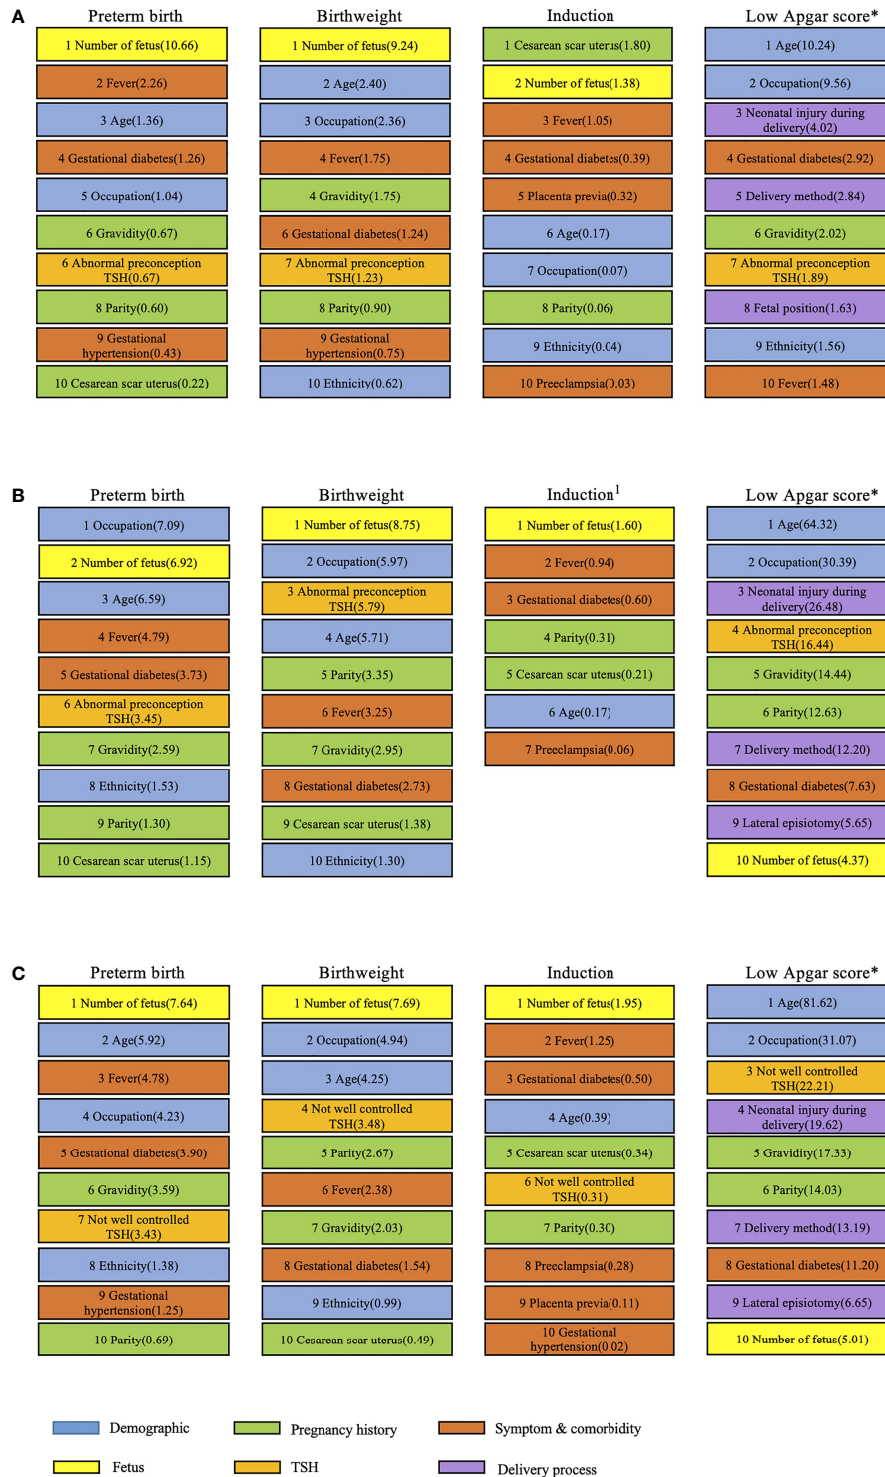 A
Preterm birth
1 Number of fetus(10.66)
2 Fever(2.26)
3 Age(1.36)
4 Gestational diabetes(1.26)
5 Occupation(1.04)
6 Gravidity(0.67)
6 Abnormal preconception
TSH(0.67)
8 Parity(0.60)
9 Gestational
hypertension(0.43)
10 Cesarean scar uterus(0.22)
Birthweight
1 Number of fetus(9.24)
2 Age(2.40)
3 Occupation(2.36)
4 Fever(1.75)
4 Gravidity(1.75)
6 Gestational diabetes(1.24)
7 Abnormal preconception
TSH(1.23)
8 Parity(0.90)
9 Gestational
hypertension(0.75)
10 Ethnicity(0.62)
Induction
1 Cesarean scar uterus(1.80)
2 Number of fetus(1.38)
3 Fever(1.05)
4 Gestational diabetes(0.39)
5 Placenta previa(0.32)
6 Age(0.17)
7 Occupation(0.07)
8 Parity(0.06)
9 Ethnicity(0.04)
10 Preeclampsia(0.03)
Low Apgar score*
1 Age(10.24)
2 Occupation(9.56)
3 Neonatal injury during
delivery(4.02)
4 Gestational diabetes(2.92)
5 Delivery method(2.84)
6 Gravidity(2.02)
7 Abnormal preconception
TSH(1.89)
8 Fetal position(1.63)
9 Ethnicity(1.56)
10 Fever(1.48)
B
Preterm birth
1 Occupation(7.09)
2 Number of fetus(6.92)
3 Age(6.59)
4 Fever(4.79)
5 Gestational diabetes(3.73)
6 Abnormal preconception
TSH(3.45)
7 Gravidity(2.59)
8 Ethnicity(1.53)
9 Parity(1.30)
10 Cesarean scar uterus(1.15)
Birthweight
1 Number of fetus(8.75)
2 Occupation(5.97)
3 Abnormal preconception
TSH(5.79)
4 Age(5.71)
5 Parity(3.35)
6 Fever(3.25)
7 Gravidity(2.95)
8 Gestational diabetes(2.73)
9 Cesarean scar uterus(1.38)
10 Ethnicity(1.30)
Induction¹
1 Number of fetus(1.60)
2 Fever(0.94)
3 Gestational diabetes(0.60)
4 Parity(0.31)
5 Cesarean scar uterus(0.21)
6 Age(0.17)
7 Preeclampsia(0.06)
Low Apgar score*
1 Age(64.32)
2 Occupation(30.39)
3 Neonatal injury during
delivery(26.48)
4 Abnormal preconception
TSH(16.44)
5 Gravidity(14.44)
6 Parity(12.63)
7 Delivery method(12.20)
8 Gestational diabetes(7.63)
9 Lateral episiotomy(5.65)
10 Number of fetus(4.37)
C
Preterm birth
1 Number of fetus(7.64)
2 Age(5.92)
3 Fever(4.78)
4 Occupation(4.23)
5 Gestational diabetes(3.90)
6 Gravidity(3.59)
7 Not well controlled
TSH(3.43)
8 Ethnicity(1.38)
9 Gestational
hypertension(1.25)
10 Parity(0.69)
Birthweight
1 Number of fetus(7.69)
2 Occupation(4.94)
3 Age(4.25)
4 Not well controlled
TSH(3.48)
5 Parity(2.67)
6 Fever(2.38)
7 Gravidity(2.03)
8 Gestational diabetes(1.54)
9 Ethnicity(0.99)
10 Cesarean scar uterus(0.49)
Induction
1 Number of fetus(1.95)
2 Fever(1.25)
3 Gestational diabetes(0.50)
4 Age(0.39)
5 Cesarean scar uterus(0.34)
6 Not well controlled
TSH(0.31)
7 Parity(0.30)
8 Preeclampsia(0.28)
9 Placenta previa(0.11)
10 Gestational
hypertension(0.02)
Low Apgar score*
1 Age(81.62)
2 Occupation(31.07)
3 Not well controlled
TSH(22.21)
4 Neonatal injury during
delivery(19.62)
5 Gravidity(17.33)
6 Parity(14.03)
7 Delivery method(13.19)
8 Gestational diabetes(11.20)
9 Lateral episiotomy(6.65)
10 Number of fetus(5.01)
Demographic
Pregnancy history
Symptom & comorbidity
Fetus
TSH
Delivery process